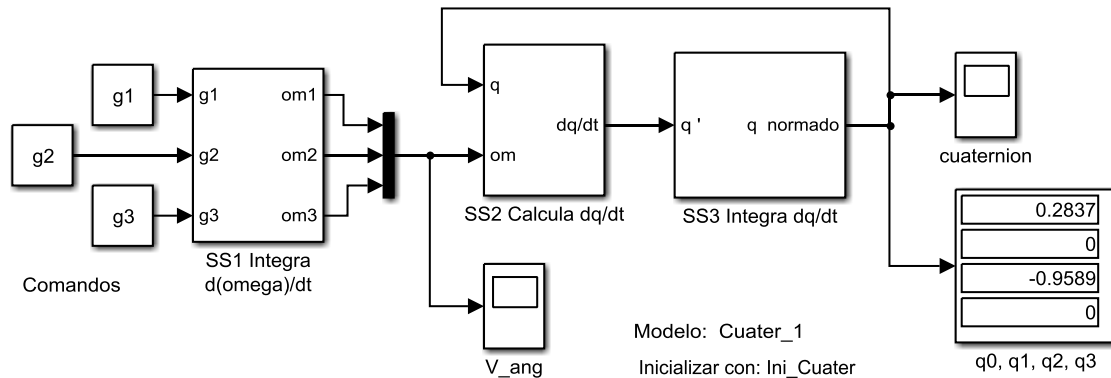 g1
g2
g3
Comandos
g1
g2
g3
om1
om2
om3
SS1 Integra
d(omega)/dt
q
om
dq/dt
SS2 Calcula dq/dt
V_ang
q '
q normado
SS3 Integra dq/dt
cuaternion
0.2837
0
-0.9589
0
q0, q1, q2, q3
Modelo: Cuater_1
Inicializar con: Ini_Cuater